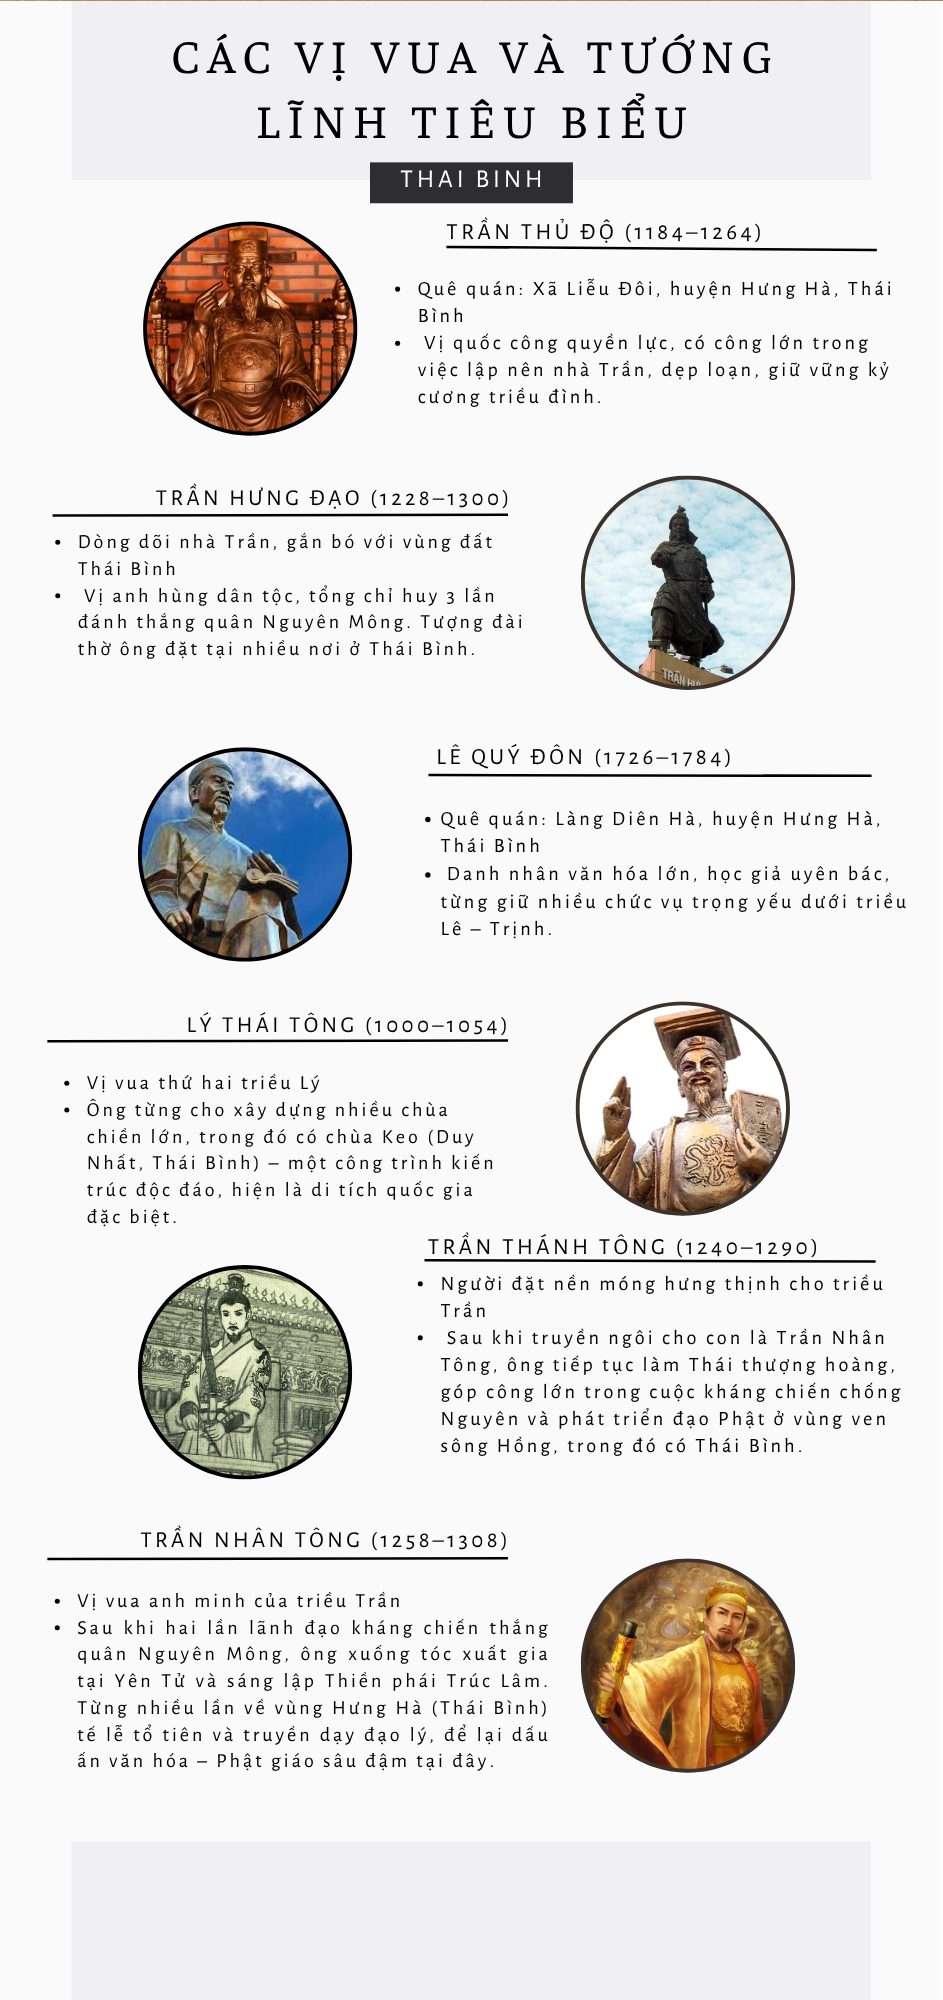 CÁC VỊ VUA VÀ TƯỚNG
LĨNH TIÊU BIỂU
THAI BINH
TRẦN THỦ ĐỘ (1184–1264)
• Quê quán: Xã Liễu Đôi, huyện Hưng Hà, Thái
Bình
• Vị quốc công quyền lực, có công lớn trong
việc lập nên nhà Trần, dẹp loạn, giữ vững kỷ
cương triều đình.
TRẦN HƯNG ĐẠO (1228–1300)
• Dòng dõi nhà Trần, gắn bó với vùng đất
Thái Bình
• Vị anh hùng dân tộc, tổng chỉ huy 3 lần
đánh thắng quân Nguyên Mông. Tượng đài
thờ ông đặt tại nhiều nơi ở Thái Bình.
TRẦN HƯ
LÊ QUÝ ĐÔN (1726–1784)
• Quê quán: Làng Diên Hà, huyện Hưng Hà,
Thái Bình
• Danh nhân văn hóa lớn, học giả uyên bác,
từng giữ nhiều chức vụ trọng yếu dưới triều
Lê – Trịnh.
LÝ THÁI TÔNG (1000–1054)
• Vị vua thứ hai triều Lý
• Ông từng cho xây dựng nhiều chùa
chiền lớn, trong đó có chùa Keo (Duy
Nhất, Thái Bình) – một công trình kiến
trúc độc đáo, hiện là di tích quốc gia
đặc biệt.
TRẦN THÁNH TÔNG (1240–1290)
• Người đặt nền móng hưng thịnh cho triều
Trần
• Sau khi truyền ngôi cho con là Trần Nhân
Tông, ông tiếp tục làm Thái thượng hoàng,
góp công lớn trong cuộc kháng chiến chống
Nguyên và phát triển đạo Phật ở vùng ven
sông Hồng, trong đó có Thái Bình.
TRẦN NHÂN TÔNG (1258–1308)
• Vị vua anh minh của triều Trần
• Sau khi hai lần lãnh đạo kháng chiến thắng
quân Nguyên Mông, ông xuống tóc xuất gia
tại Yên Tử và sáng lập Thiền phái Trúc Lâm.
Từng nhiều lần về vùng Hưng Hà (Thái Bình)
tế lễ tổ tiên và truyền dạy đạo lý, để lại dấu
ấn văn hóa – Phật giáo sâu đậm tại đây.